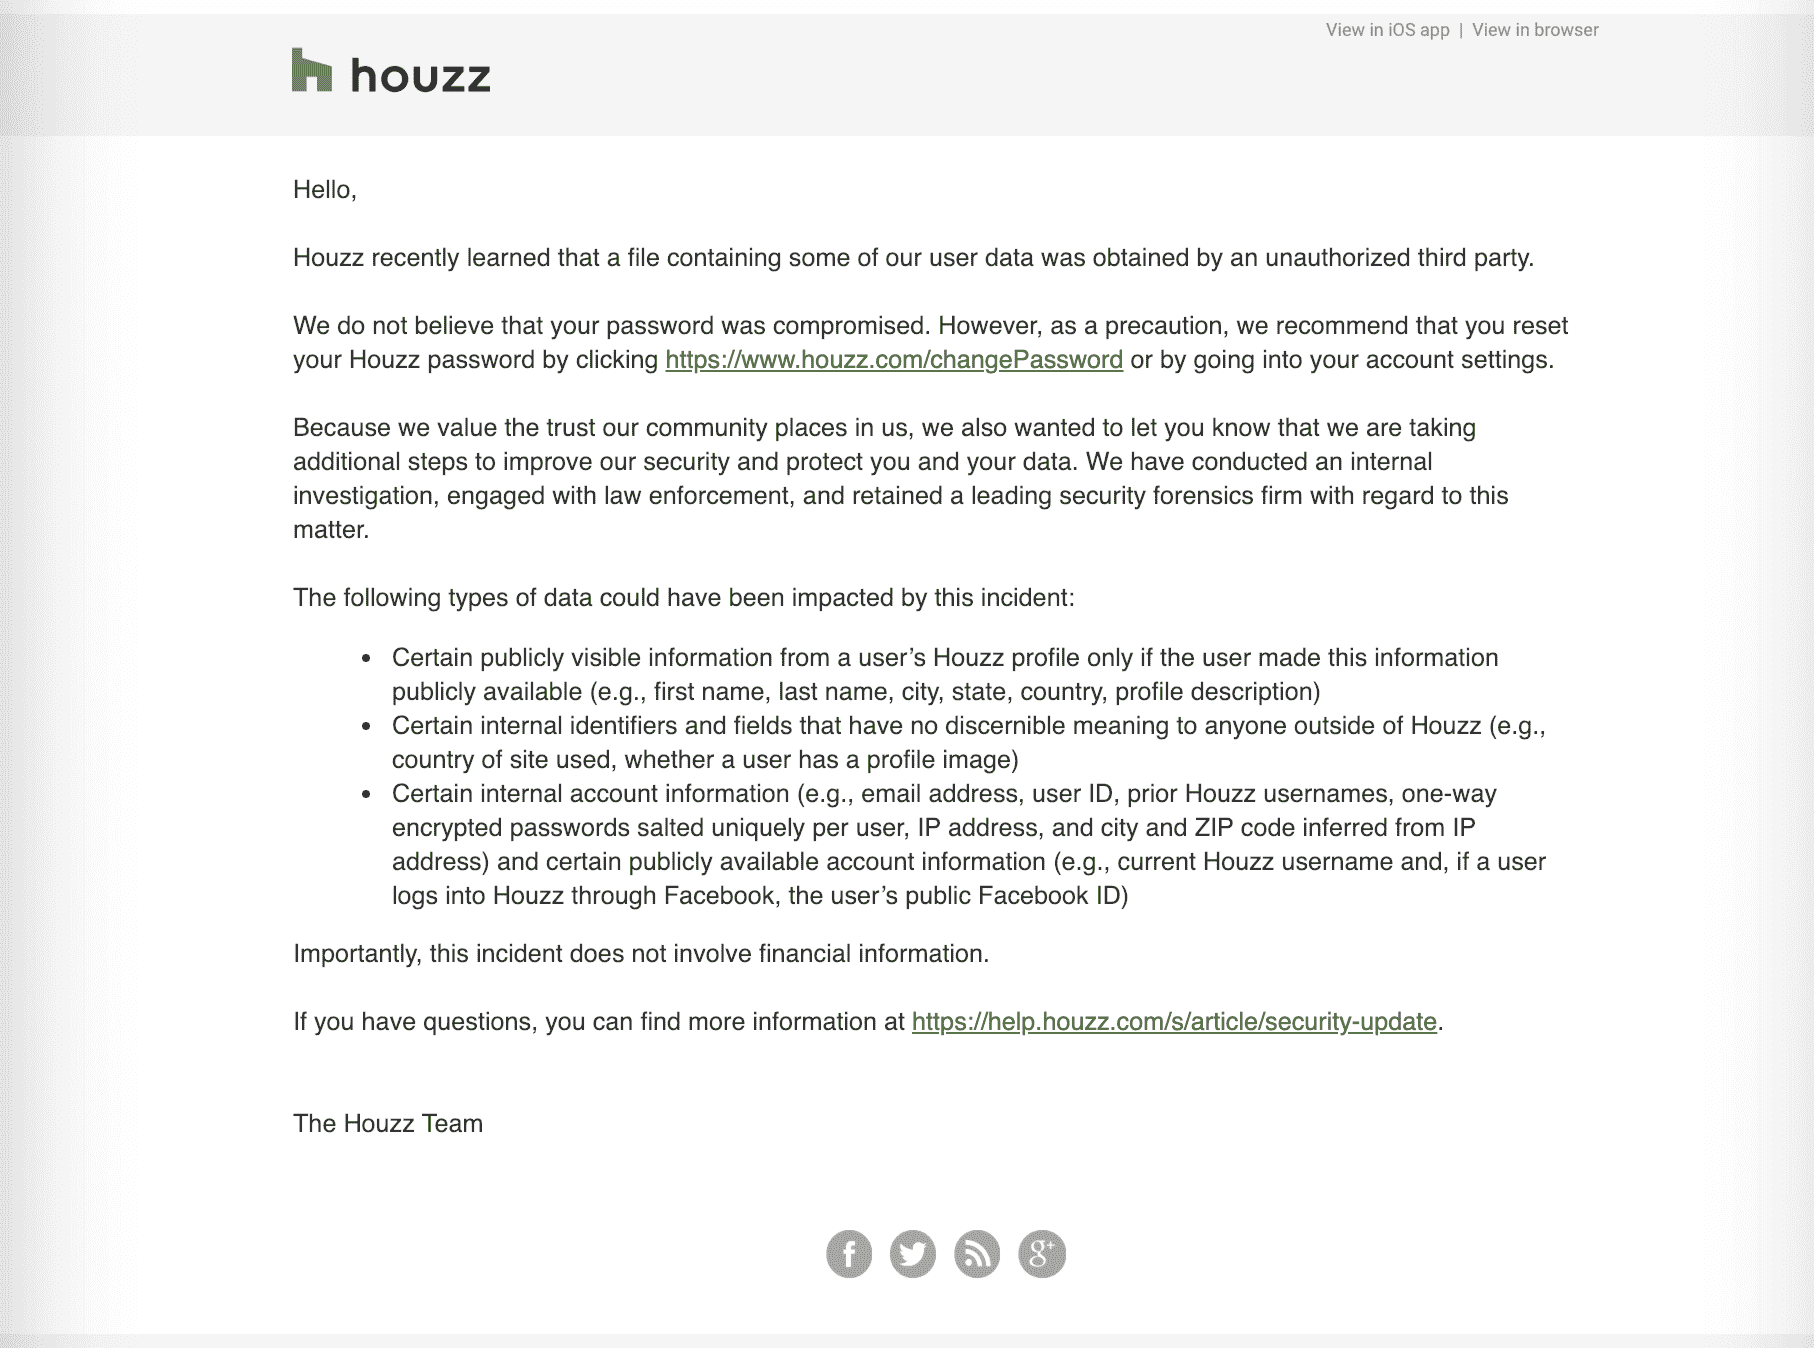 View in iOS app | View in browser
houzz
Hello,
Houzz recently learned that a file containing some of our user data was obtained by an unauthorized third party.
We do not believe that your password was compromised. However, as a precaution, we recommend that you reset
your Houzz password by clicking https://www.houzz.com/changePassword or by going into your account settings.
Because we value the trust our community places in us, we also wanted to let you know that we are taking
additional steps to improve our security and protect you and your data. We have conducted an internal
investigation, engaged with law enforcement, and retained a leading security forensics firm with regard to this
matter.
The following types of data could have been impacted by this incident:
• Certain publicly visible information from a user’s Houzz profile only if the user made this information
publicly available (e.g., first name, last name, city, state, country, profile description)
• Certain internal identifiers and fields that have no discernible meaning to anyone outside of Houzz (e.g.,
country of site used, whether a user has a profile image)
• Certain internal account information (e.g., email address, user ID, prior Houzz usernames, one-way
encrypted passwords salted uniquely per user, IP address, and city and ZIP code inferred from IP
address) and certain publicly available account information (e.g., current Houzz username and, if a user
logs into Houzz through Facebook, the user’s public Facebook ID)
Importantly, this incident does not involve financial information.
If you have questions, you can find more information at https://help.houzz.com/s/article/security-update.
The Houzz Team
f g+